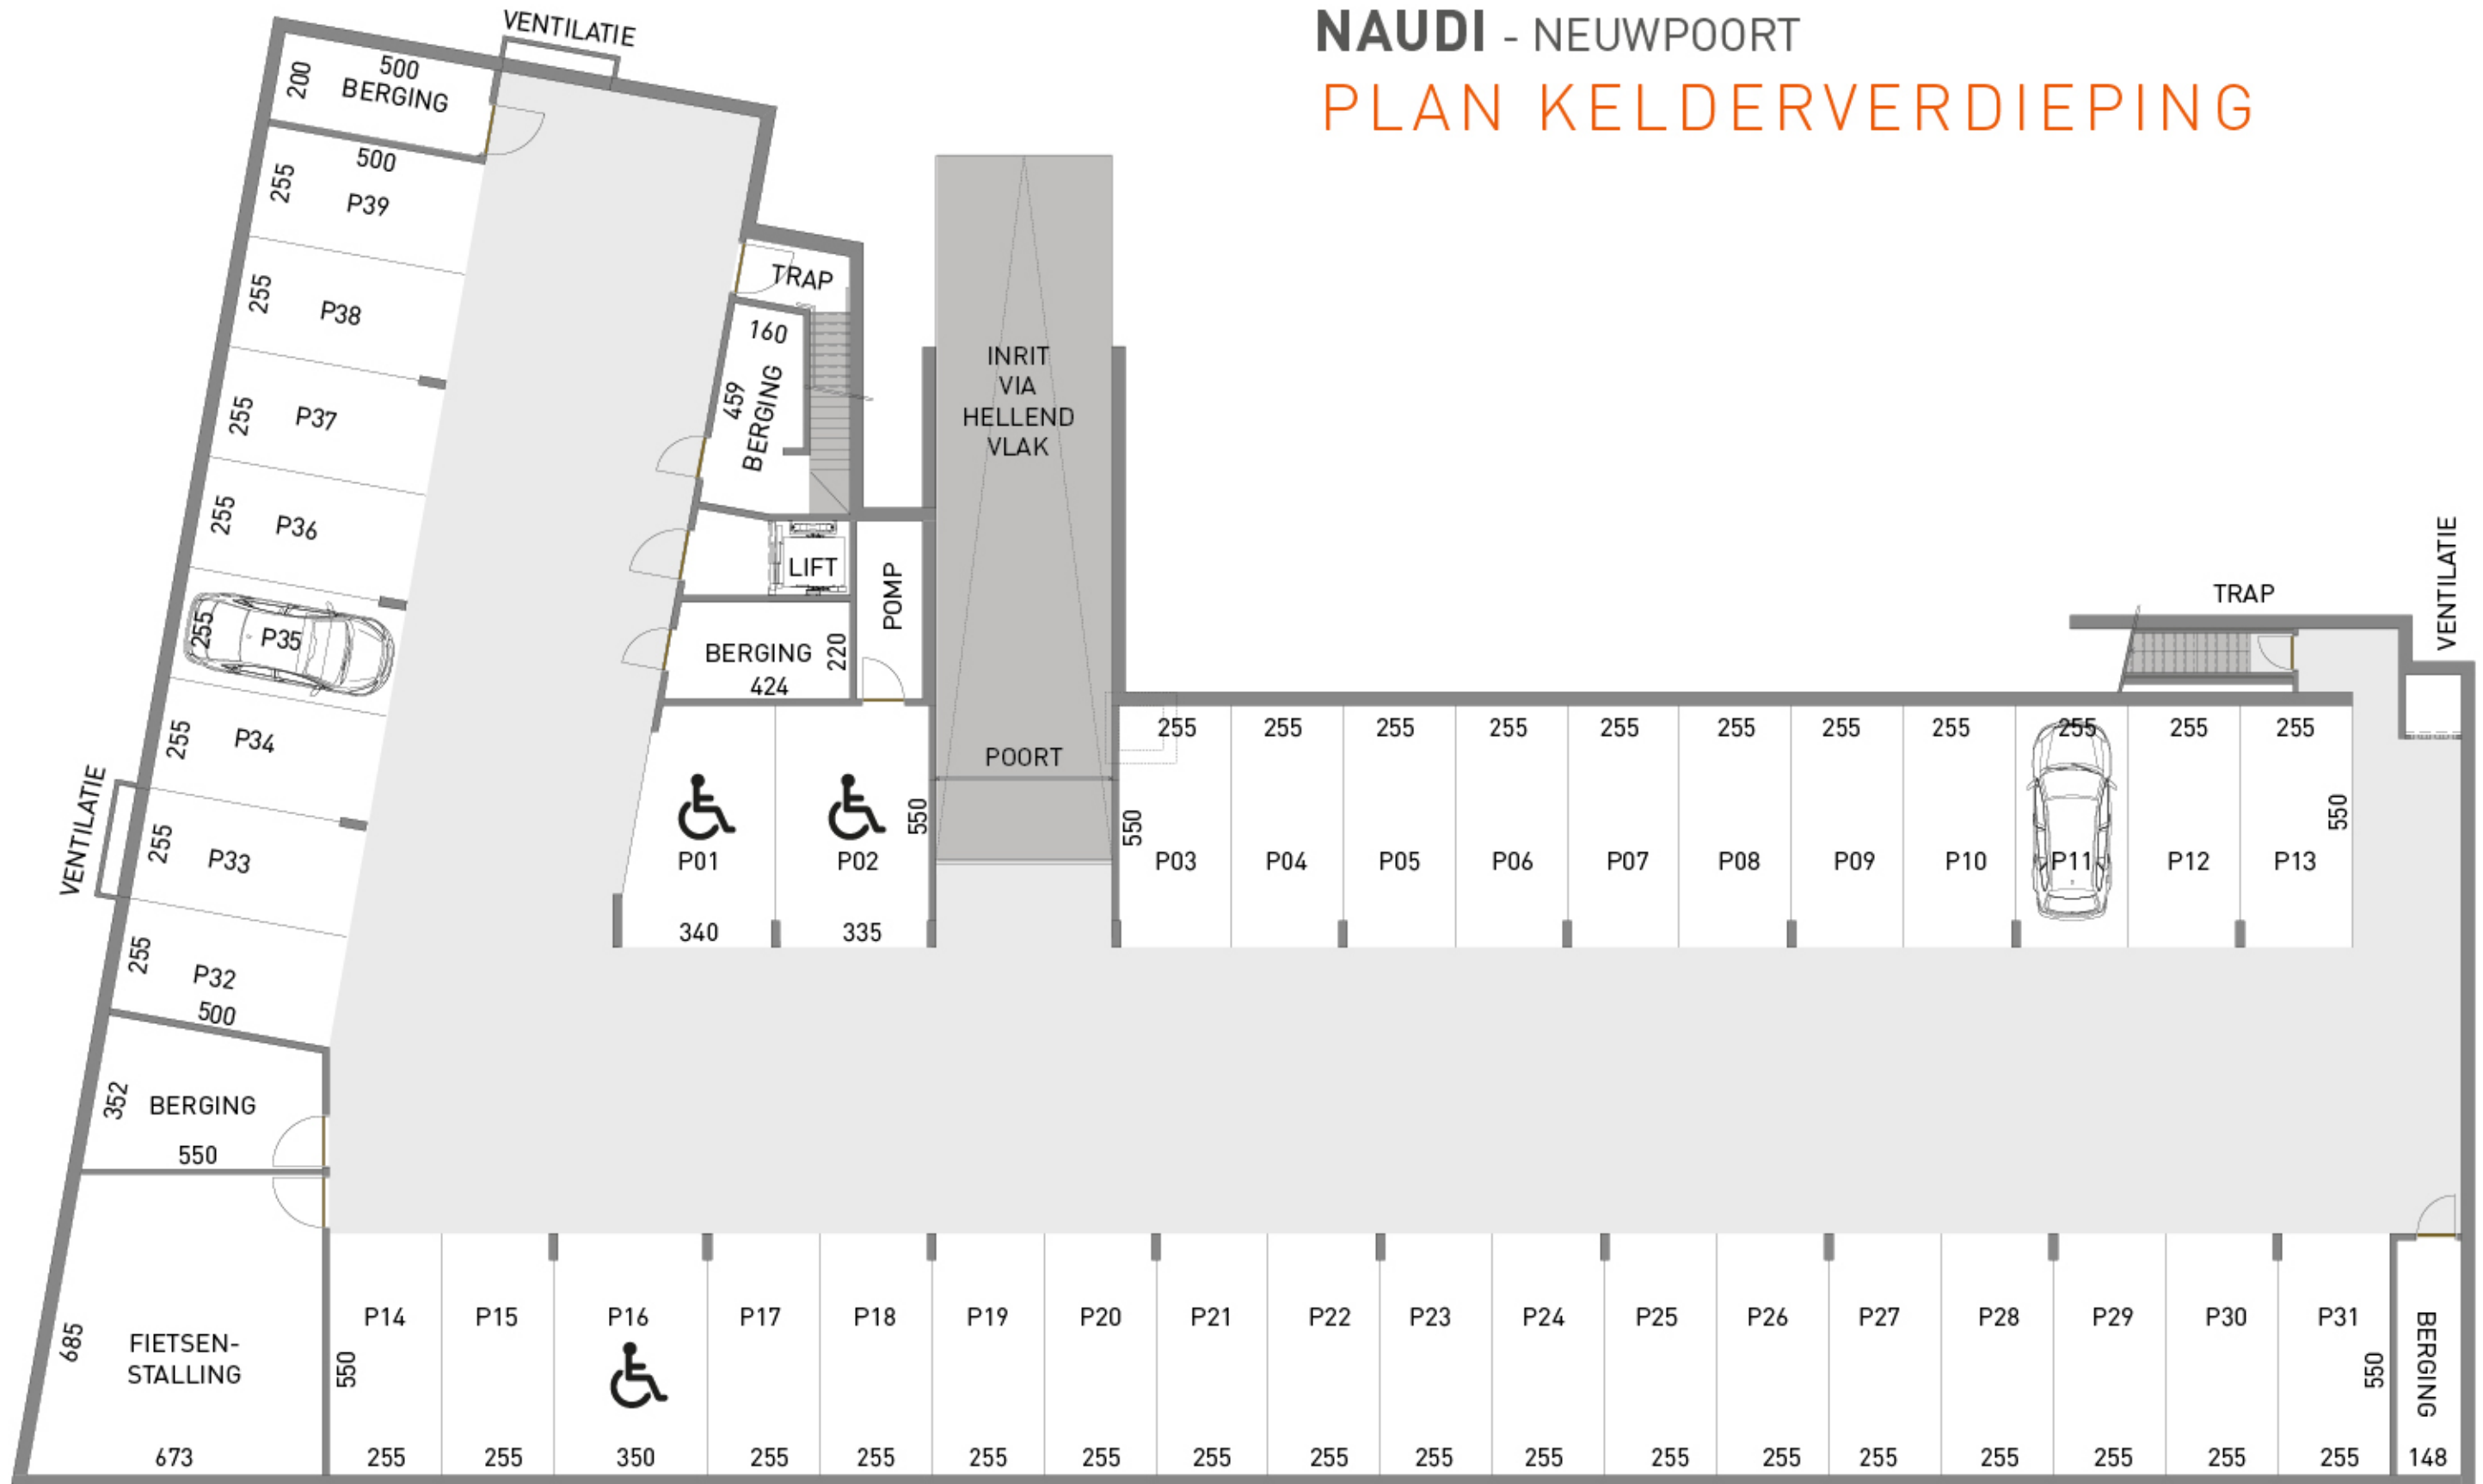 NAUDI - NEUWPOORT
PLAN KELDERVERDIEPING
VENTILATIE
500
200
BERGING
500
255
P39
255
P38
255
P37
255
P36
255
P35
255
P34
VENTILATIE
255
P33
255
P32
500
352
BERGING
550
685
FIETSEN-
STALLING
673
TRAP
160
459
BERGING
LIFT
POMP
BERGING
220
424
INRIT
VIA
HELLEND
VLAK
POORT
P01
340
P02
550
335
TRAP
VENTILATIE
255 255 255 255 255 255 255 255 255 255 255
550
550
P03 P04 P05 P06 P07 P08 P09 P10 P11 P12 P13
P14 P15 P16 P17 P18 P19 P20 P21 P22 P23 P24 P25 P26 P27 P28 P29 P30 P31
550
550
BERGING
255 255 350 255 255 255 255 255 255 255 255 255 255 255 255 255 255 255 148